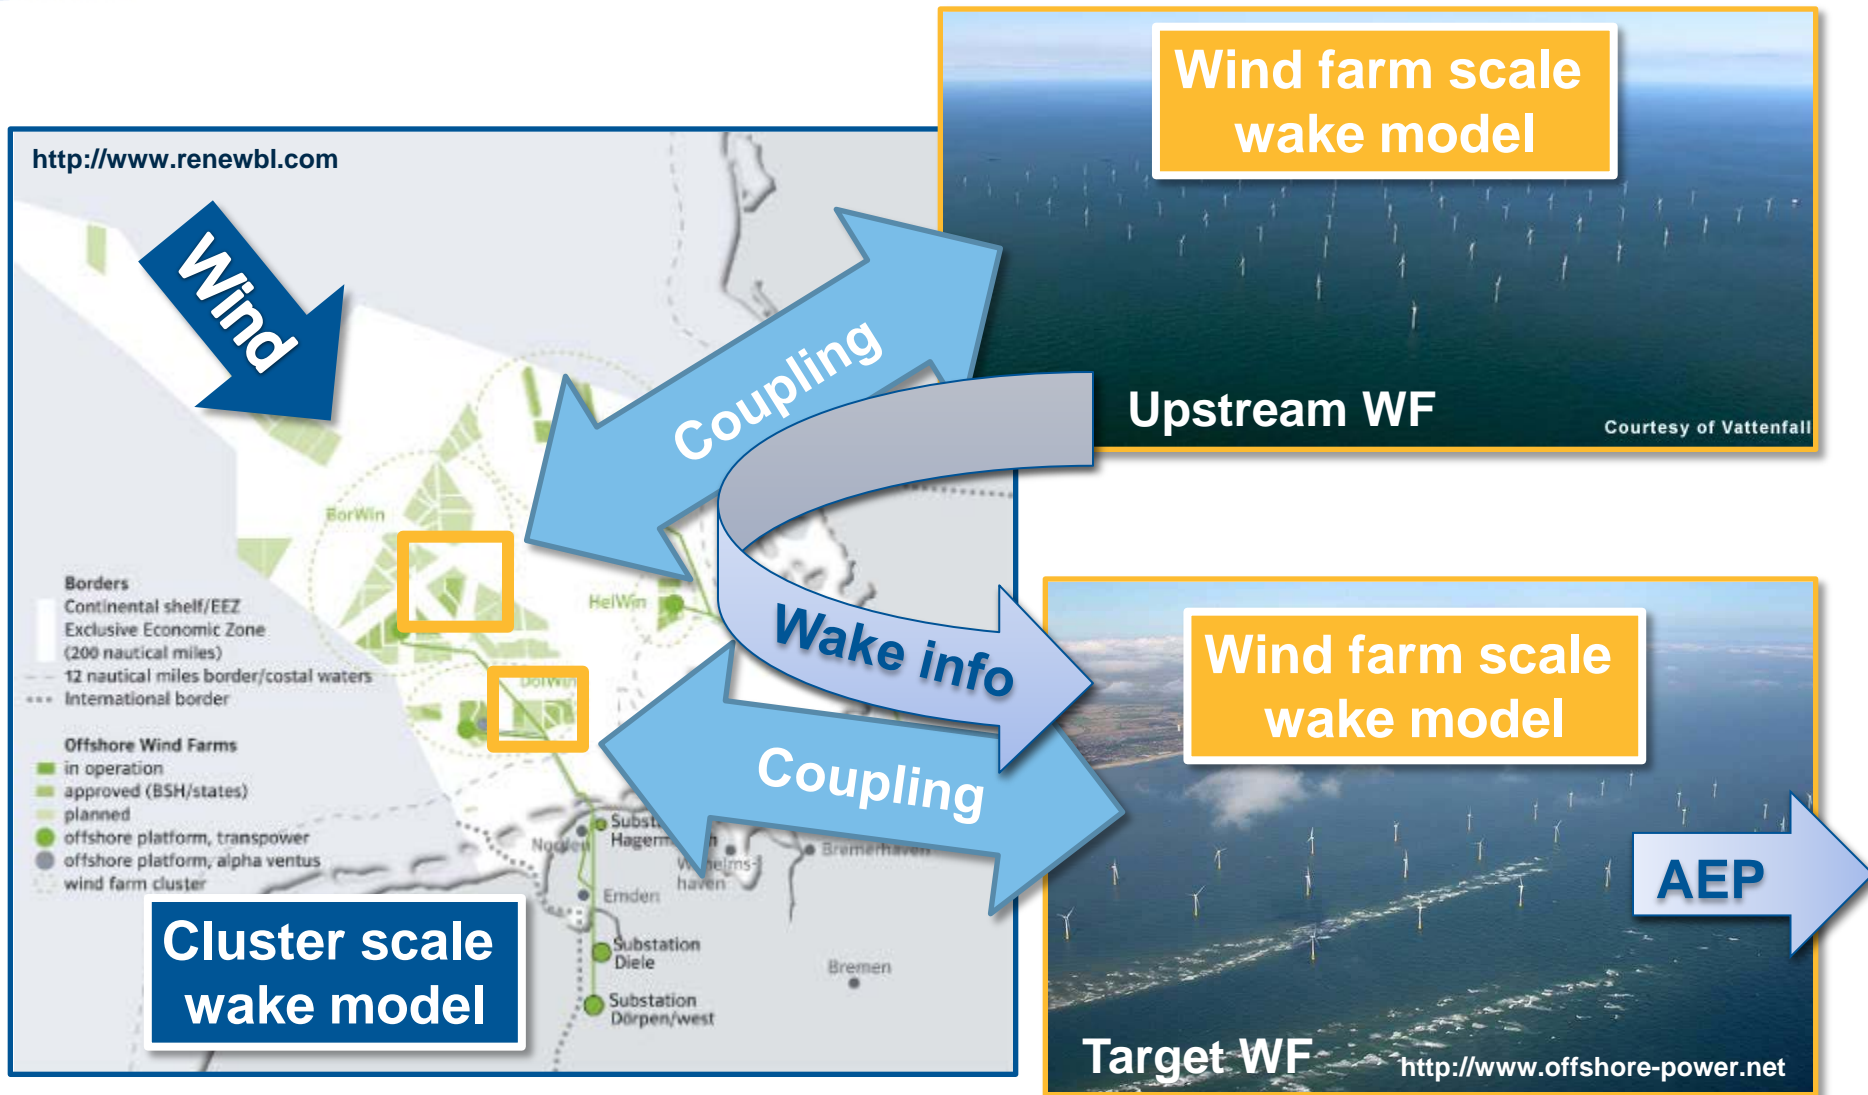 Wind farm scale
wake model
http://www.renewbl.com
Wind
Coupling
Upstream WF
Courtesy of Vattenfall
BorWin
Borders
Continental shelf/EEZ
Exclusive Economic Zone
(200 nautical miles)
12 nautical miles border/costal waters
International border
HelWin
Wake info
DolWin
Wind farm scale
wake model
Offshore Wind Farms
in operation
approved (BSH/states)
planned
offshore platform, transpower
offshore platform, alpha ventus
wind farm cluster
Coupling
Norden
Bremerhaven
Emden
AEP
Cluster scale
wake model
Substation
Diele
Bremen
Substation
Dörpen/west
Target WF
http://www.offshore-power.net